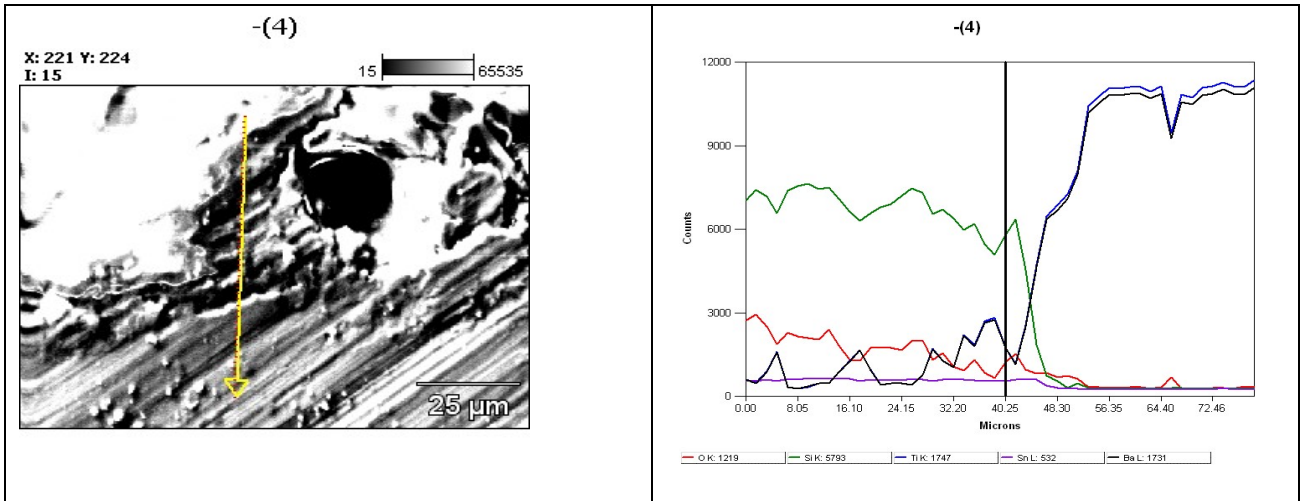 -(4)
X: 221 Y: 224
I: 15
15 65535
25 µm
-(4)
12000
9000
6000
3000
0
Counts
0.00 8.05 16.10 24.15 32.20 40.25 48.30 56.35 64.40 72.46
Microns
O K: 1219 Si K: 5793 Ti K: 1747 Sn L: 532 Ba L: 1731